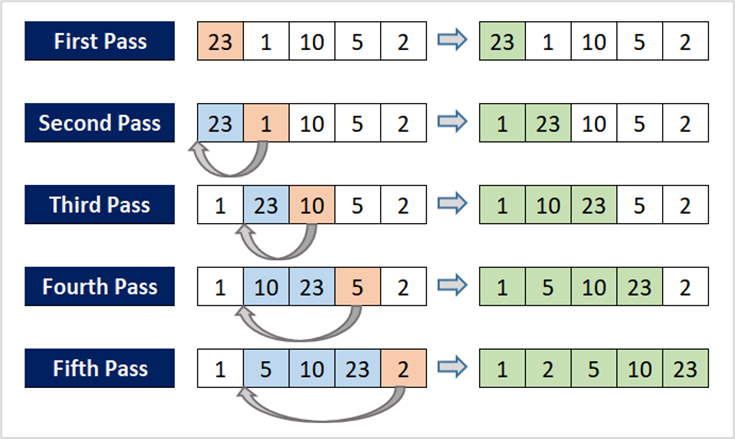 First Pass 23 1 10 5 2 23 1 10 5 2
Second Pass 23 1 10 5 2 1 23 10 5 2
Third Pass 1 23 10 5 2 1 10 23 5 2
Fourth Pass 1 10 23 5 2 1 5 10 23 2
Fifth Pass 1 5 10 23 2 1 2 5 10 23